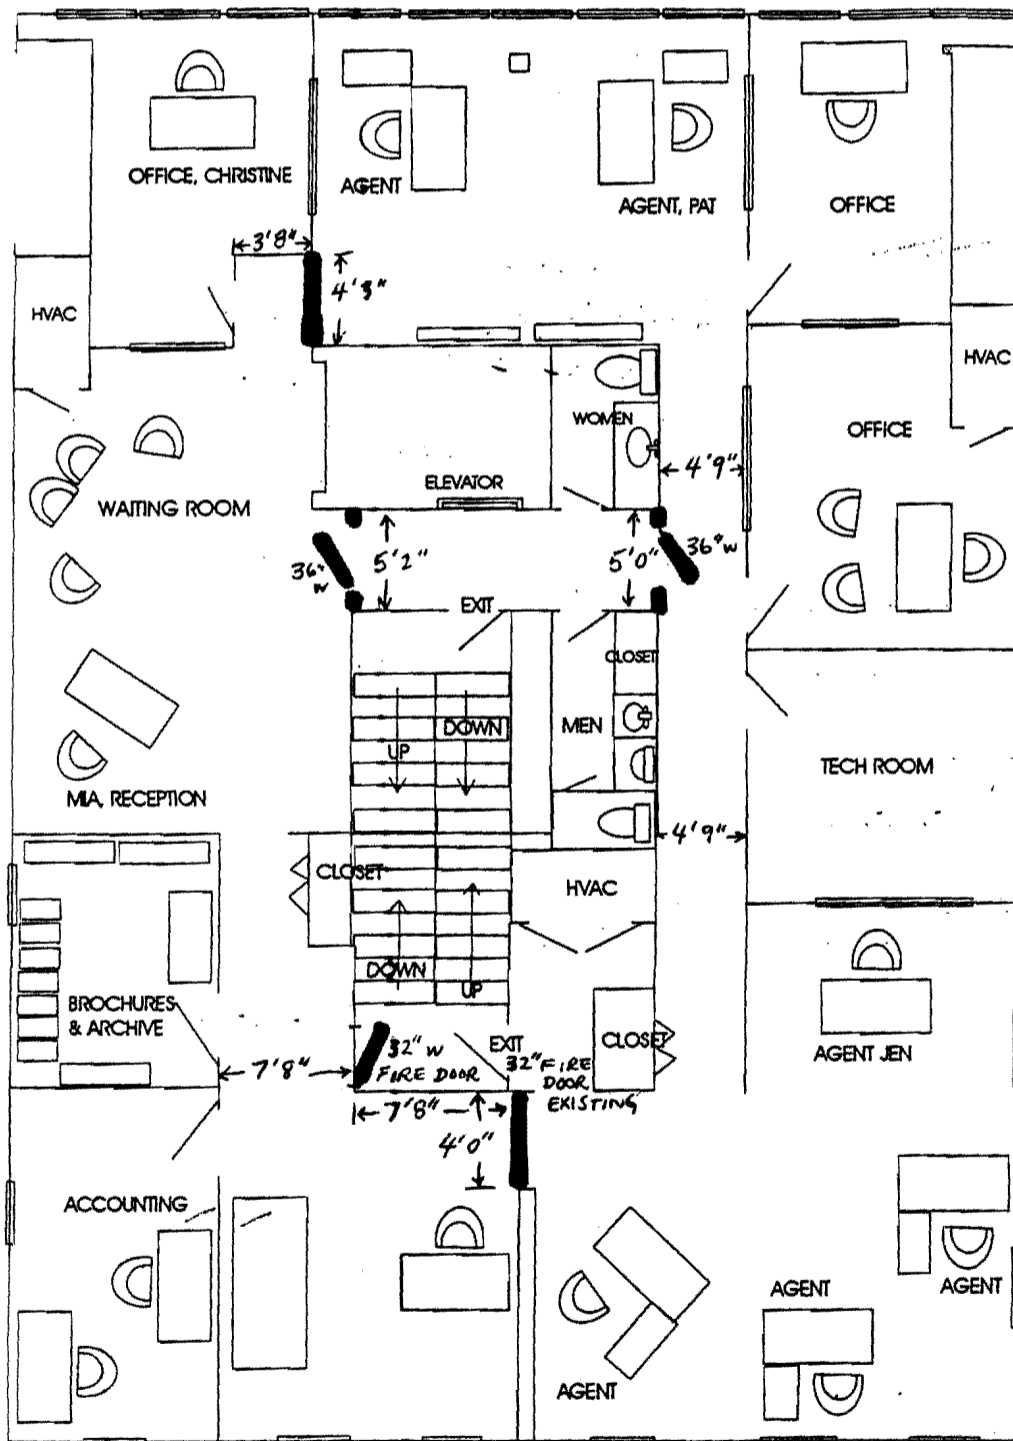 OFFICE, CHRISTINE
AGENT
AGENT, PAT
OFFICE
3'8"
4'3"
HVAC
HVAC
WOMEN
OFFICE
ELEVATOR
4'9"
WAITING ROOM
36" w
5'2"
5'0"
36" w
EXIT
CLOSET
MEN
DOWN
UP
TECH ROOM
MIA, RECEPTION
4'9"
CLOSET
HVAC
DOWN
UP
BROCHURES
& ARCHIVE
32" w
FIRE DOOR
EXIT
32" FIRE
DOOR
EXISTING
CLOSET
AGENT JEN
7'8"
7'8"
4'0"
ACCOUNTING
AGENT
AGENT
AGENT